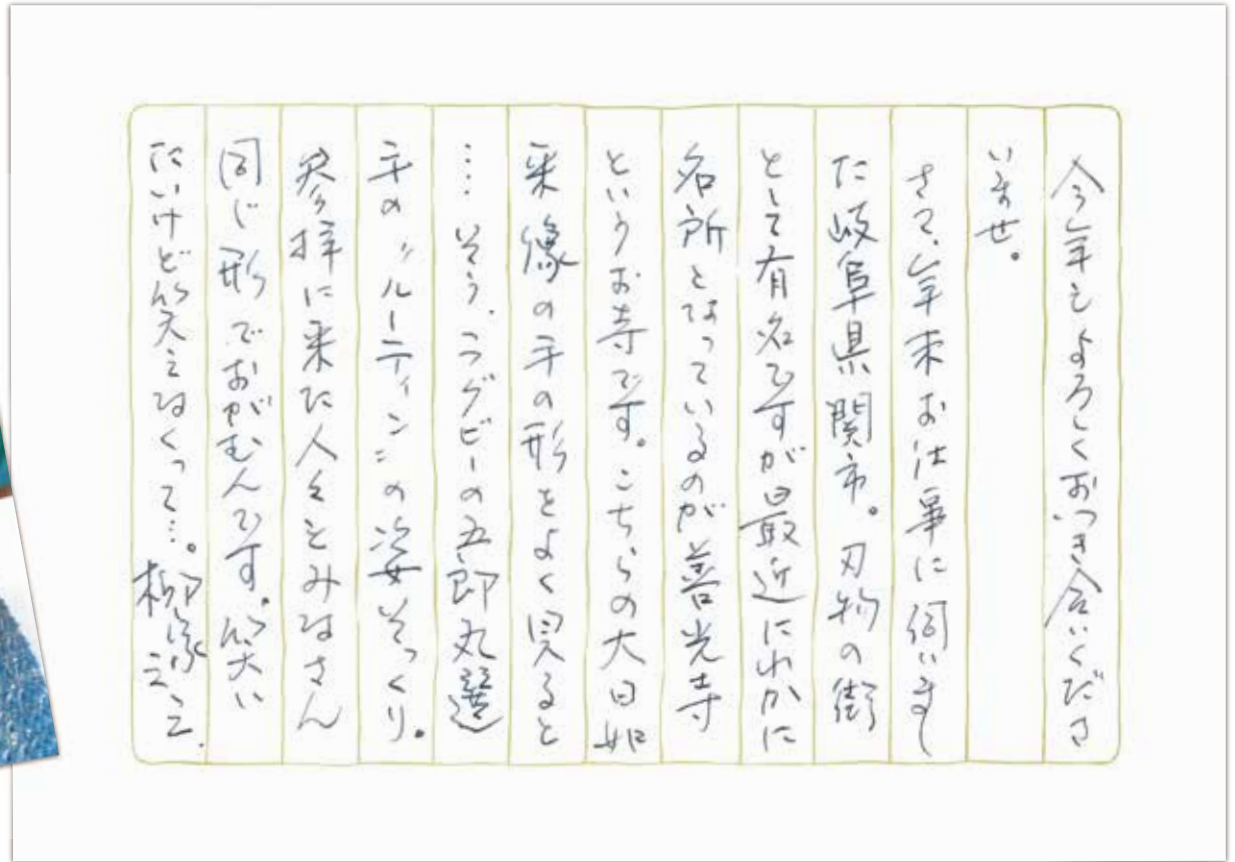 今年もよろしくおつき合いくださ
いませ。
さて、年末お仕事に伺いまし
た岐阜県関市。刃物の街
として有名ですが最近にわかに
名所となっているのが善光寺
というお寺です。こちらの大日如
来像の手の形をよく見ると
…. そう、ラグビーの五郎丸選
手の〝ルーティン〟の姿そっくり。
参拝に来た人々をみなさん
同じ形でおがむんです。笑い
たいけど笑えなくって…。